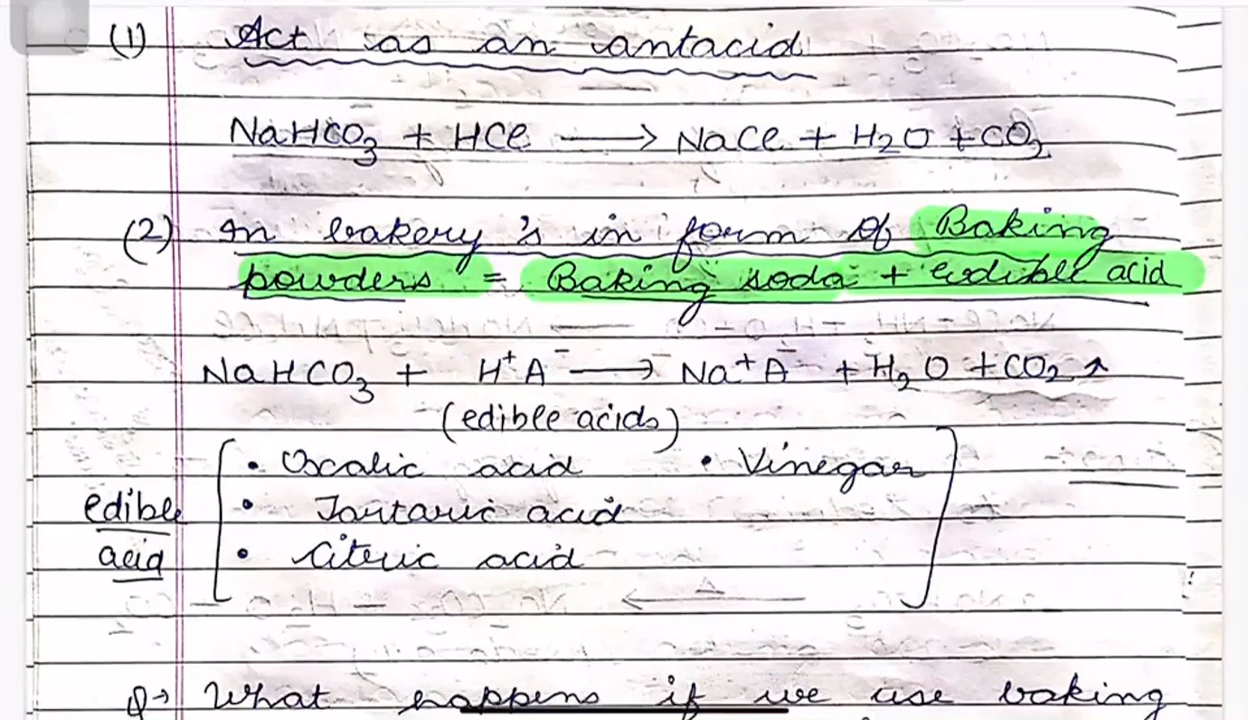 (1) Act as an antacid
NaHCO3 + HCl → NaCl + H2O + CO2
(2) In bakery's in form of Baking
powders = Baking soda + edible acid
NaHCO3 + H+A- → Na+A- + H2O + CO2 ↑
(edible acids)
• Oxalic acid • Vinegar
edible • Tartaric acid
acid • Citric acid
Q→ What happens if we use baking